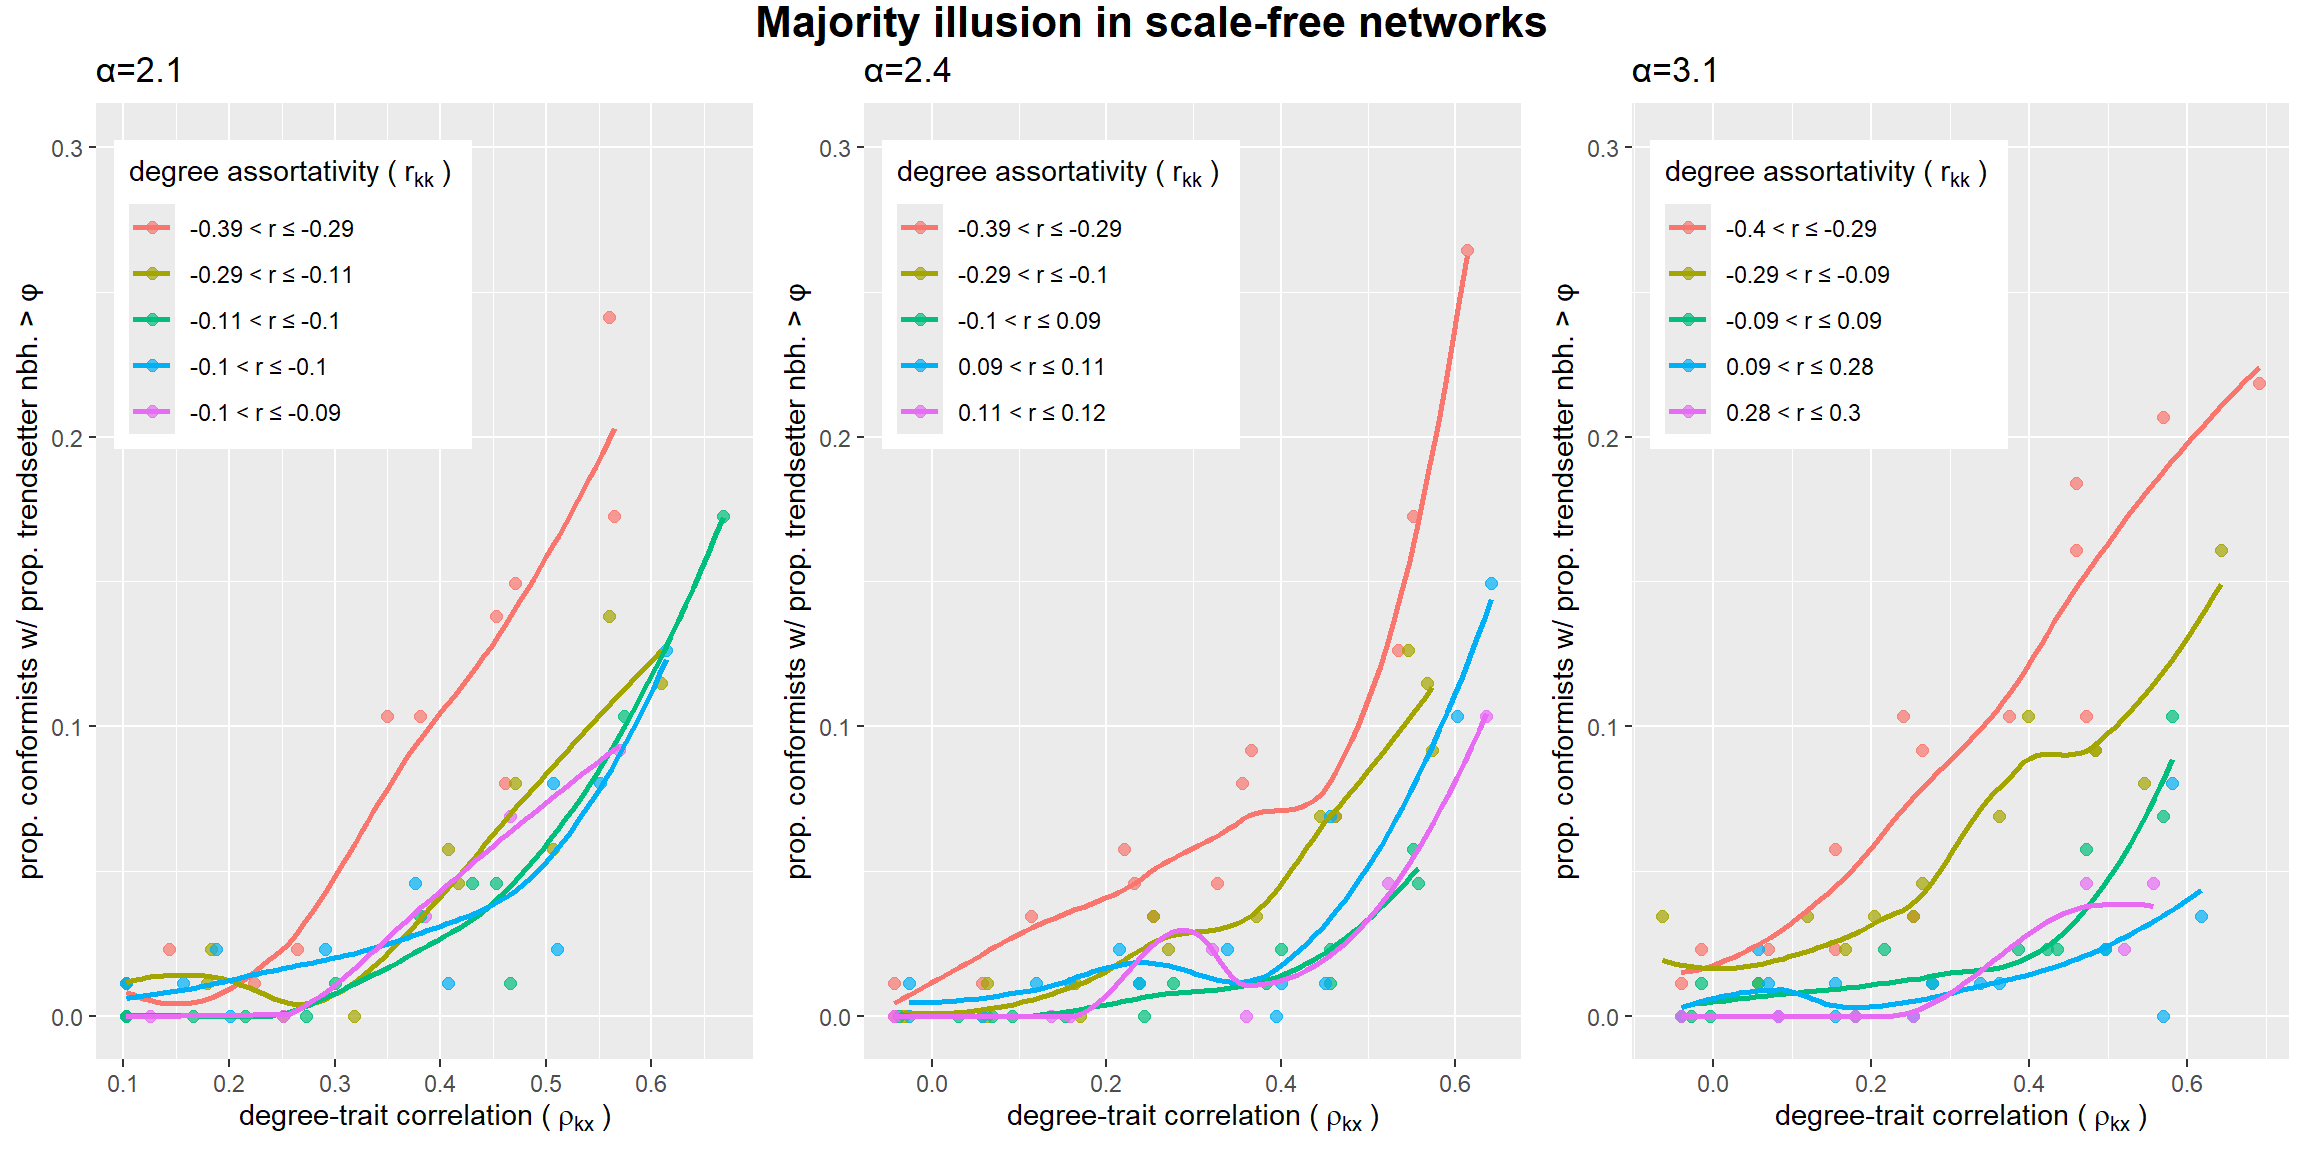 Majority illusion in scale-free networks
α=2.1
prop. conformists w/ prop. trendsetter nbh. > φ
0.3
0.2
0.1
0.0
degree assortativity ( rkk )
-0.39 < r ≤ -0.29
-0.29 < r ≤ -0.11
-0.11 < r ≤ -0.1
-0.1 < r ≤ -0.1
-0.1 < r ≤ -0.09
0.1 0.2 0.3 0.4 0.5 0.6
degree-trait correlation ( ρkx )
α=2.4
prop. conformists w/ prop. trendsetter nbh. > φ
0.3
0.2
0.1
0.0
degree assortativity ( rkk )
-0.39 < r ≤ -0.29
-0.29 < r ≤ -0.1
-0.1 < r ≤ 0.09
0.09 < r ≤ 0.11
0.11 < r ≤ 0.12
0.0 0.2 0.4 0.6
degree-trait correlation ( ρkx )
α=3.1
prop. conformists w/ prop. trendsetter nbh. > φ
0.3
0.2
0.1
0.0
degree assortativity ( rkk )
-0.4 < r ≤ -0.29
-0.29 < r ≤ -0.09
-0.09 < r ≤ 0.09
0.09 < r ≤ 0.28
0.28 < r ≤ 0.3
0.0 0.2 0.4 0.6
degree-trait correlation ( ρkx )